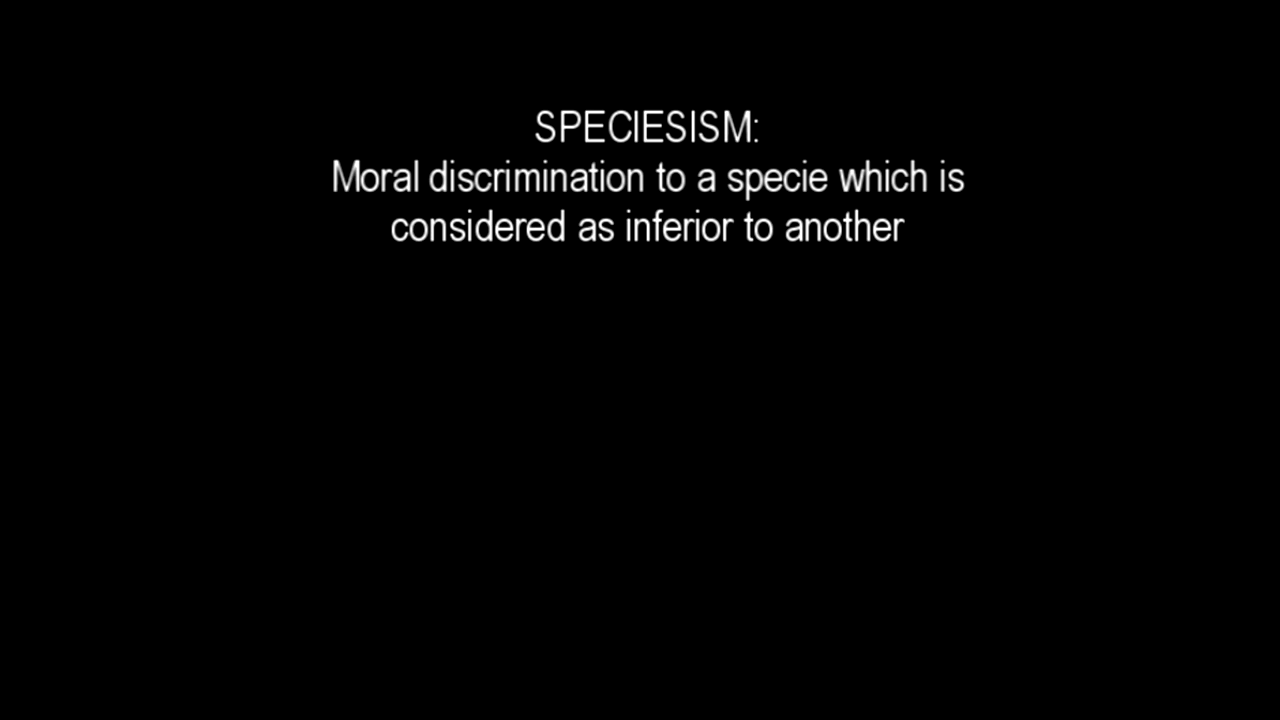 SPECIESISM:
Moral discrimination to a specie which is
considered as inferior to another